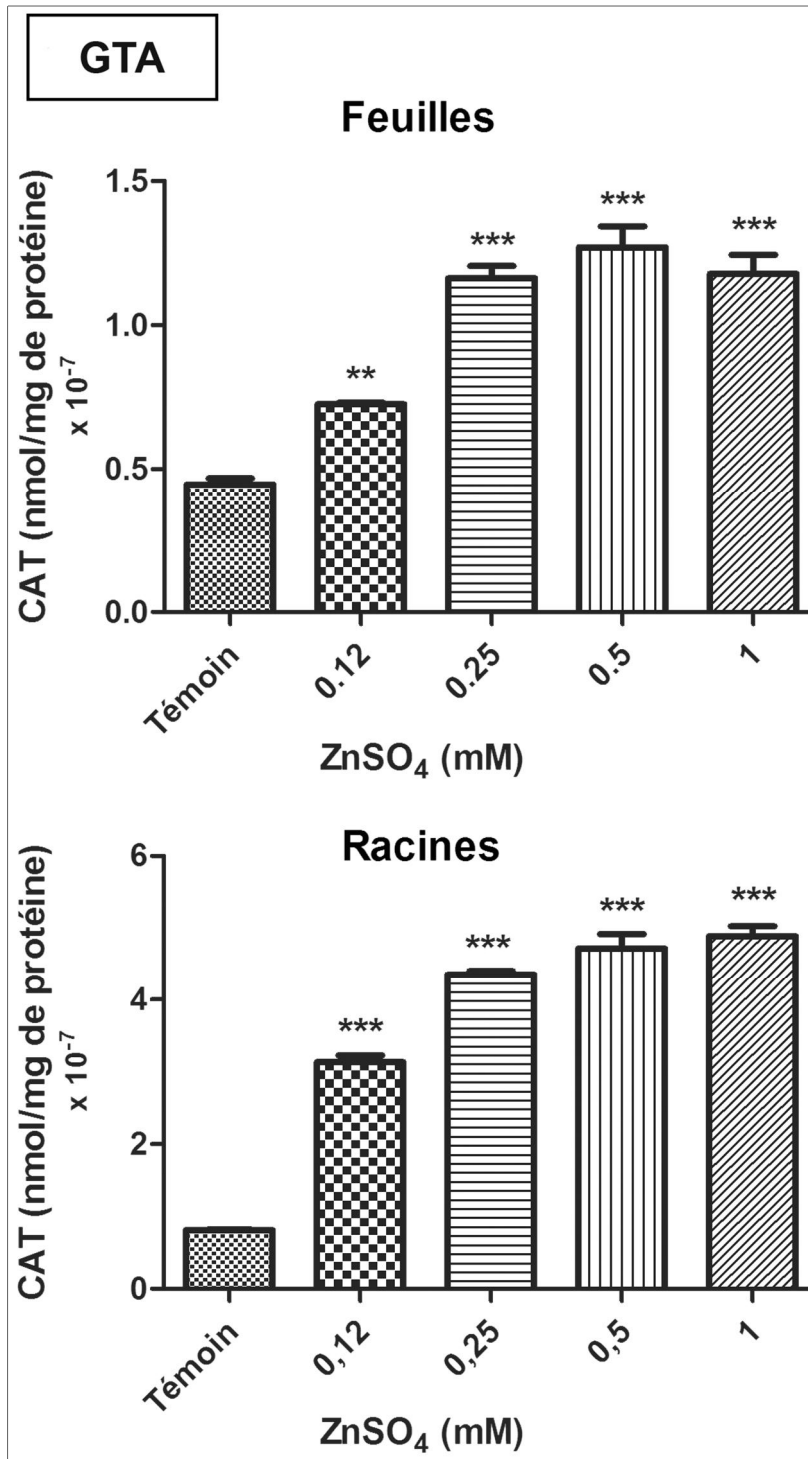 GTA
Feuilles
CAT (nmol/mg de protéine)
x 10⁻⁷
1.5
1.0
0.5
0.0
** 
***
***
***
Témoin
0.12
0.25
0.5
1
ZnSO₄ (mM)
Racines
CAT (nmol/mg de protéine)
x 10⁻⁷
6
4
2
0
***
***
***
***
Témoin
0,12
0,25
0,5
1
ZnSO₄ (mM)